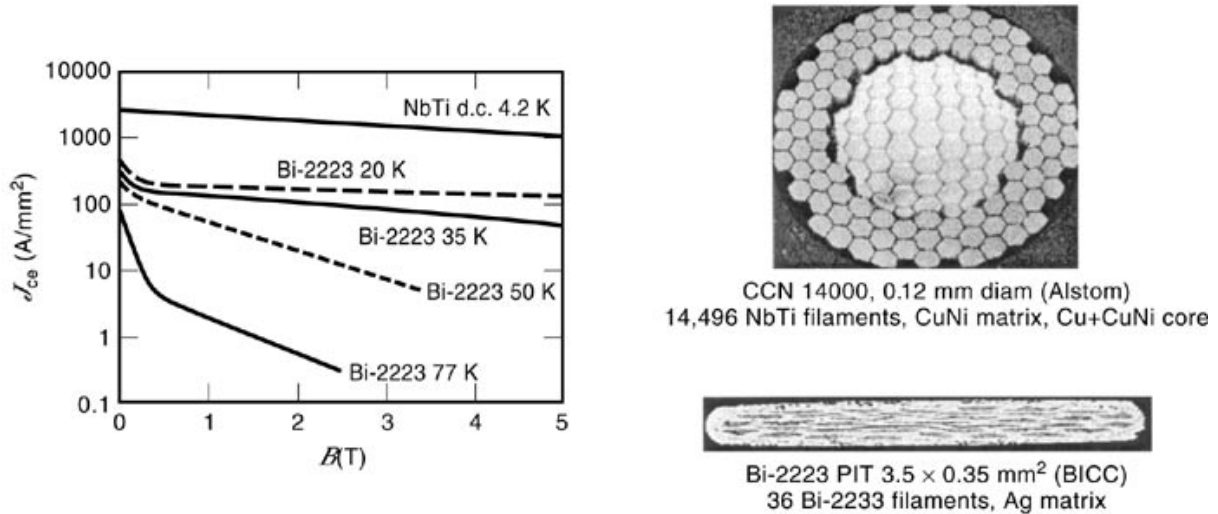 10000
1000
100
10
1
0.1
J_ce (A/mm²)
NbTi d.c. 4.2 K
Bi-2223 20 K
Bi-2223 35 K
Bi-2223 50 K
Bi-2223 77 K
0 1 2 3 4 5
B(T)
CCN 14000, 0.12 mm diam (Alstom)
14,496 NbTi filaments, CuNi matrix, Cu+CuNi core
Bi-2223 PIT 3.5 × 0.35 mm² (BICC)
36 Bi-2233 filaments, Ag matrix